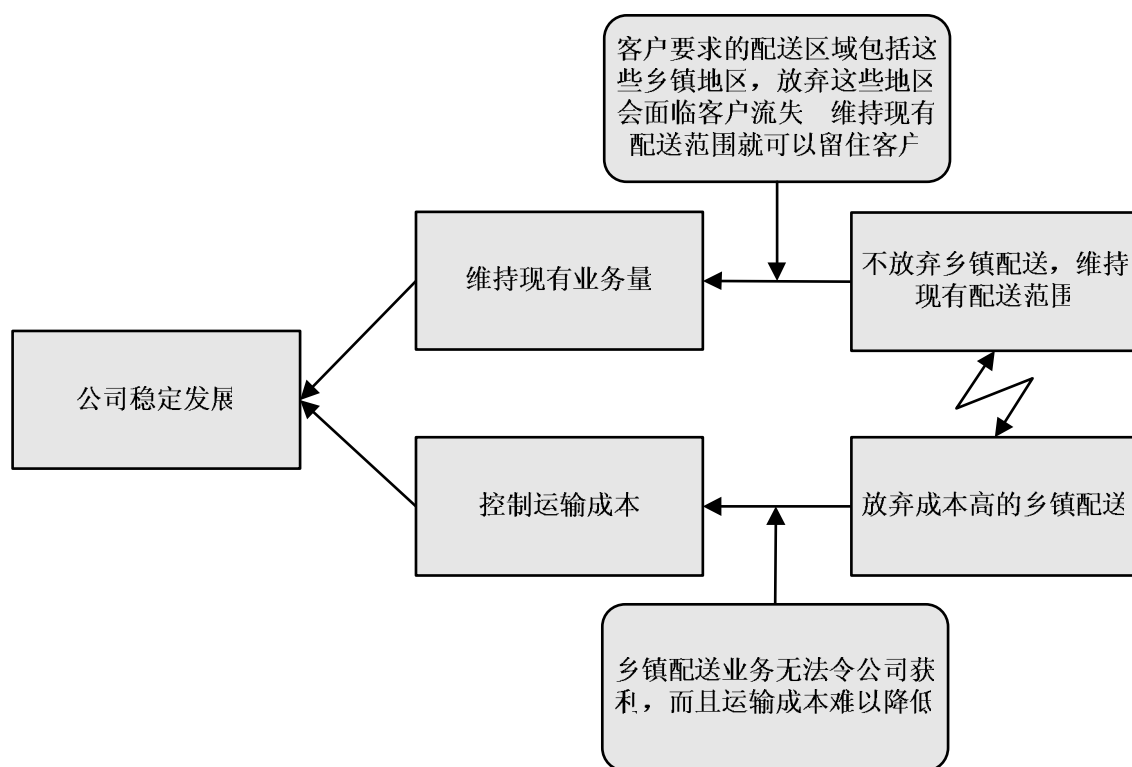 客户要求的配送区域包括这
些乡镇地区，放弃这些地区
会面临客户流失 维持现有
配送范围就可以留住客户
维持现有业务量
不放弃乡镇配送，维持
现有配送范围
公司稳定发展
控制运输成本
放弃成本高的乡镇配送
乡镇配送业务无法令公司获
利，而且运输成本难以降低